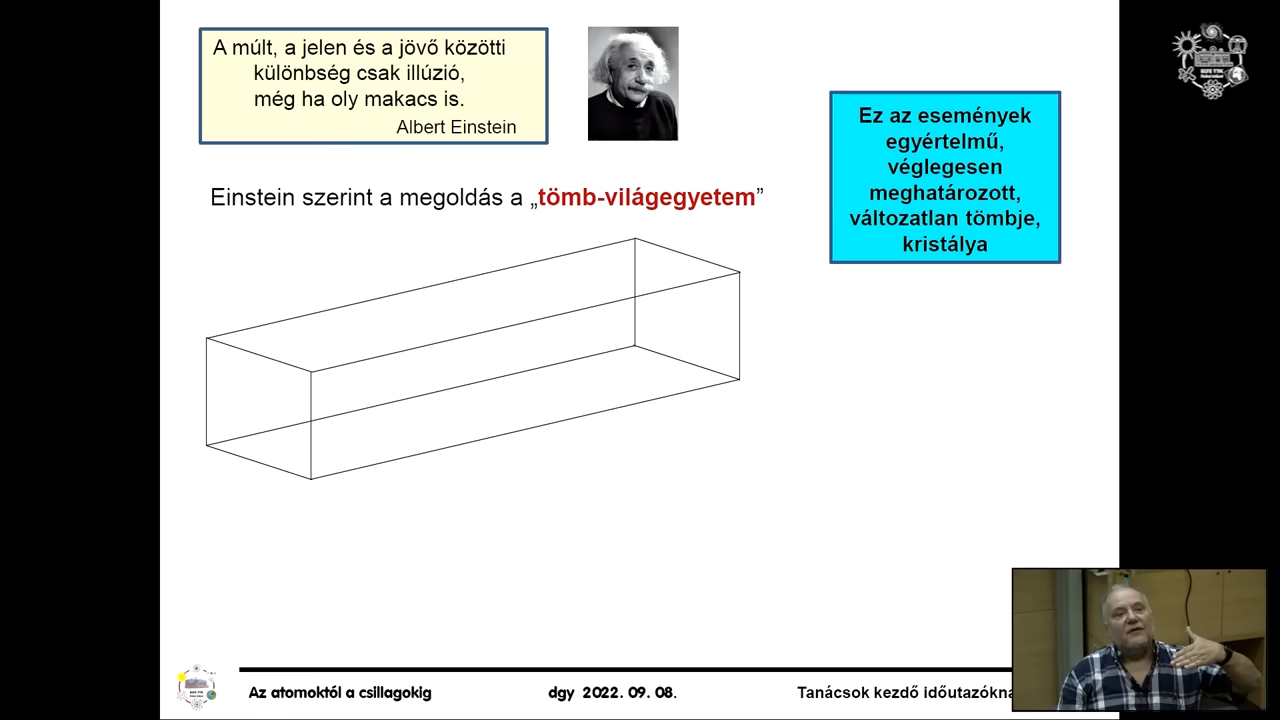 A múlt, a jelen és a jövő közötti
különbség csak illúzió,
még ha oly makacs is.
Albert Einstein
Ez az események
egyértelmű,
véglegesen
meghatározott,
változatlan tömbje,
kristálya
Einstein szerint a megoldás a „tömb-világegyetem”
Az atomoktól a csillagokig
dgy 2022. 09. 08.
Tanácsok kezdő